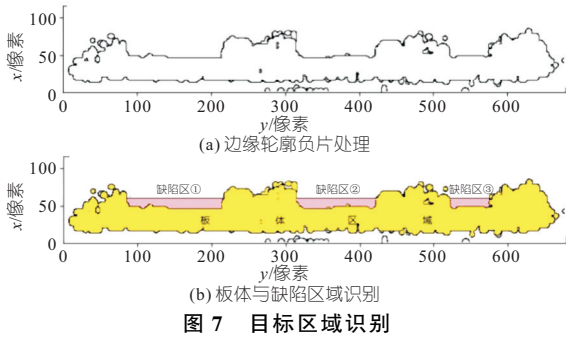 x/像素
100
50
0
0 100 200 300 400 500 600
y/像素
(a) 边缘轮廓负片处理
x/像素
100
50
0
缺陷区① 缺陷区② 缺陷区③
板 体 区 域
0 100 200 300 400 500 600
y/像素
(b) 板体与缺陷区域识别
图 7 目标区域识别